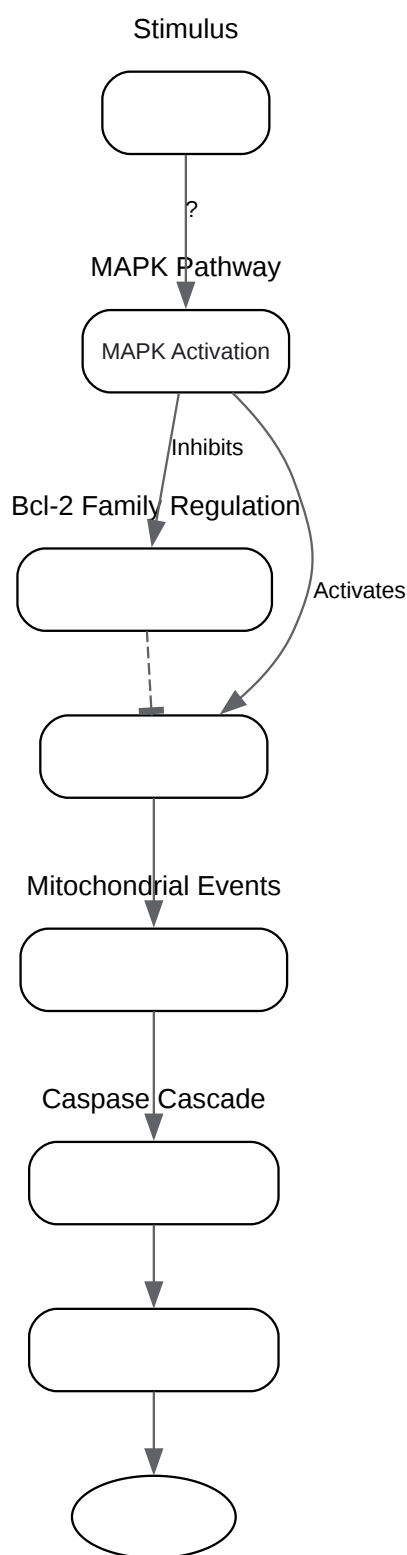 Stimulus
?
MAPK Pathway
MAPK Activation
Inhibits
Bcl-2 Family Regulation
Activates
Mitochondrial Events
Caspase Cascade